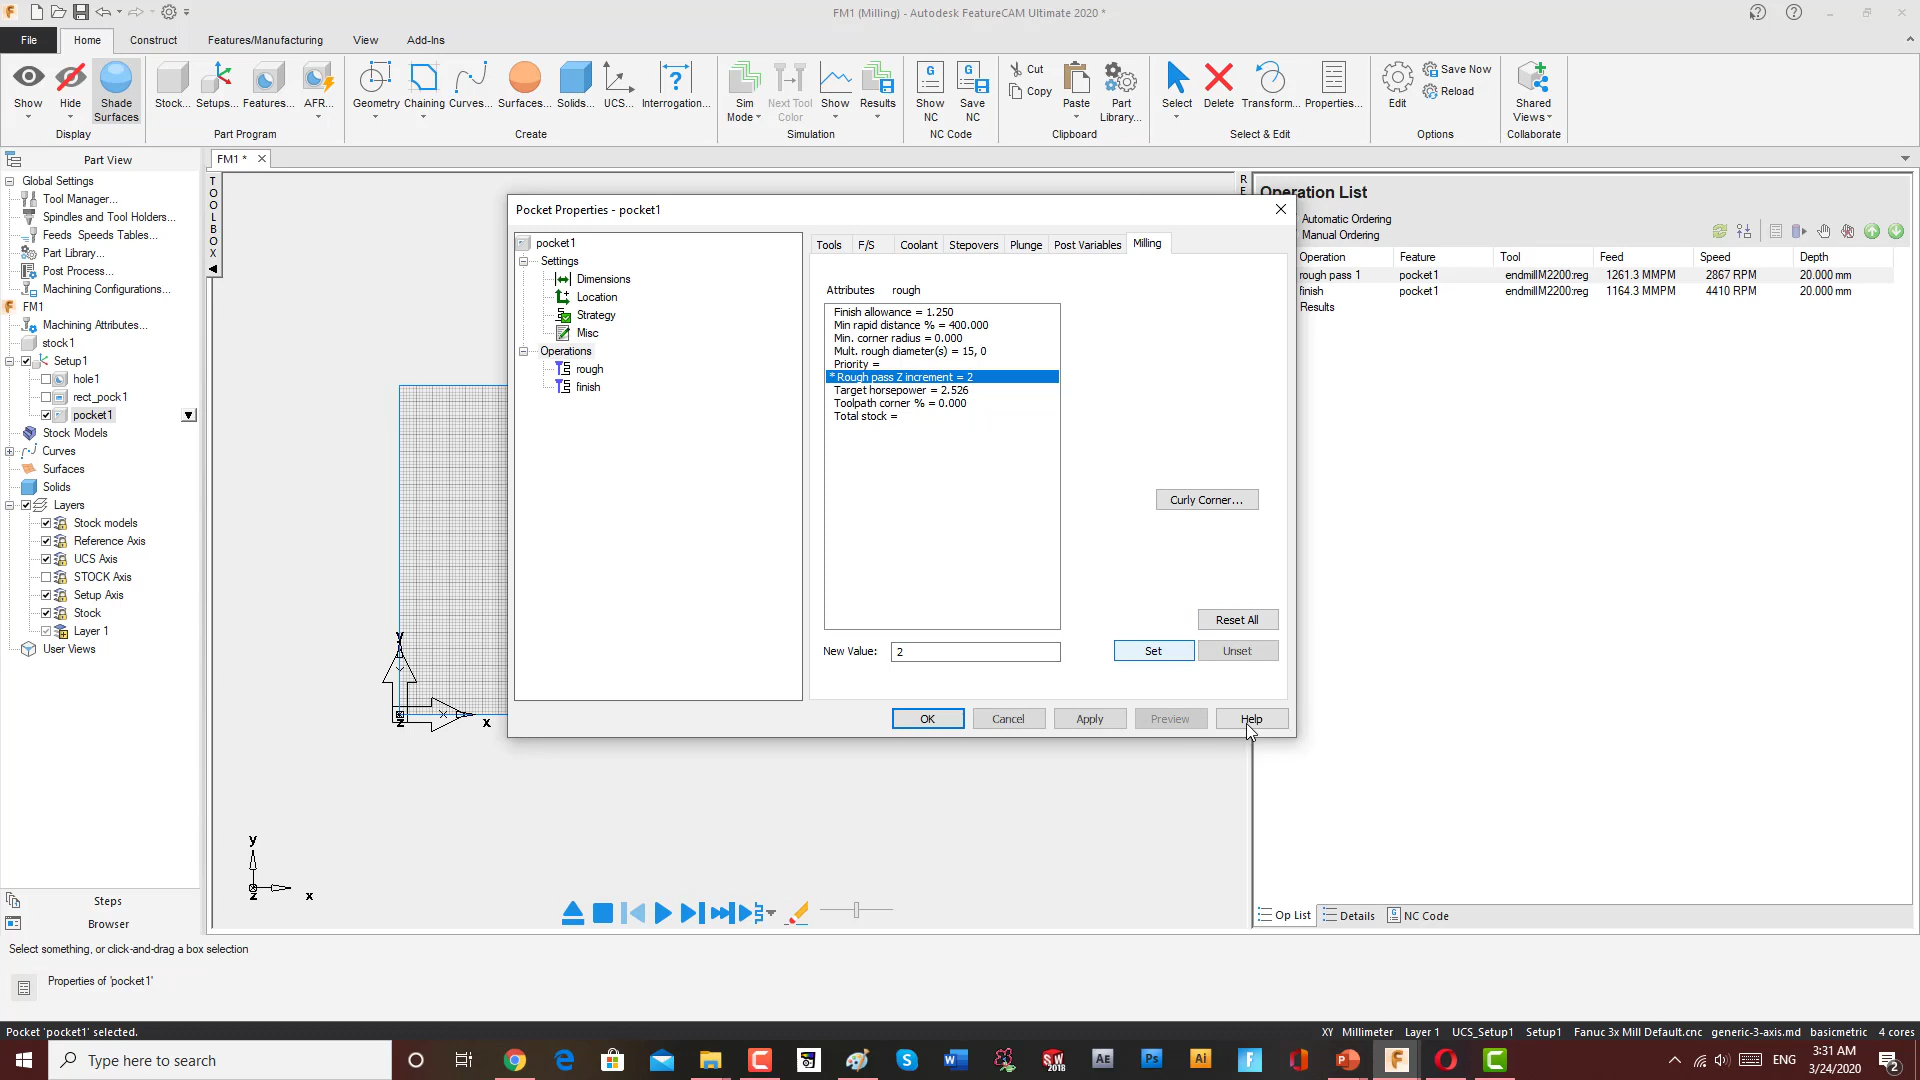 FM1 (Milling) - Autodesk FeatureCAM Ultimate 2020 *
File Home Construct Features/Manufacturing View Add-Ins
Show Hide Shade Surfaces Stock... Setups... Features... AFR... Geometry Chaining Curves... Surfaces... Solids... UCS... Interrogation... Sim Mode Next Tool Color Show Results Show NC Save NC Cut Copy Paste Part Library... Select Delete Transform... Properties... Edit Save Now Reload Shared Views
Display Part Program Create Simulation NC Code Clipboard Select & Edit Options Collaborate
Part View
FM1 *
TOOLBOX
Global Settings
Tool Manager...
Spindles and Tool Holders...
Feeds Speeds Tables...
Part Library...
Post Process...
Machining Configurations...
FM1
Machining Attributes...
stock1
Setup1
hole1
rect_pock1
pocket1
Stock Models
Curves
Surfaces
Solids
Layers
Stock models
Reference Axis
UCS Axis
STOCK Axis
Setup Axis
Stock
Layer 1
User Views
Steps
Browser
Pocket Properties - pocket1
pocket1
Settings
Dimensions
Location
Strategy
Misc
Operations
rough
finish
Tools F/S Coolant Stepovers Plunge Post Variables Milling
Attributes rough
Finish allowance = 1.250
Min rapid distance % = 400.000
Min. corner radius = 0.000
Mult. rough diameter(s) = 15, 0
Priority =
* Rough pass Z increment = 2
Target horsepower = 2.526
Toolpath corner % = 0.000
Total stock =
Curly Corner...
Reset All
New Value: 2 Set Unset
OK Cancel Apply Preview Help
y
z x
y
z x
RE
Operation List
Automatic Ordering
Manual Ordering
Operation Feature Tool Feed Speed Depth
rough pass 1 pocket1 endmillM2200:reg 1261.3 MMPM 2867 RPM 20.000 mm
finish pocket1 endmillM2200:reg 1164.3 MMPM 4410 RPM 20.000 mm
Results
Op List Details NC Code
Select something, or click-and-drag a box selection
Properties of 'pocket1'
Pocket 'pocket1' selected.
XY Millimeter Layer 1 UCS_Setup1 Setup1 Fanuc 3x Mill Default.cnc generic-3-axis.md basicmetric 4 cores
Type here to search
ENG
3:31 AM
3/24/2020
2